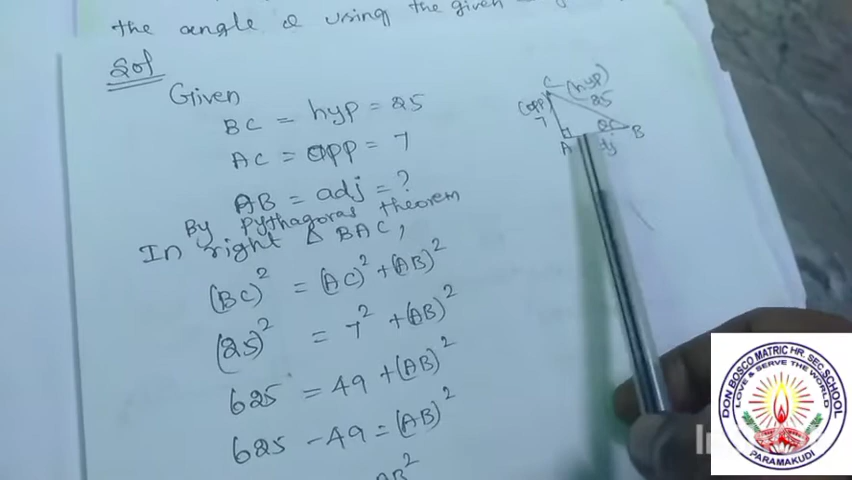 the angle θ using the given
Sol
Given
BC = hyp = 25
AC = opp = 7
AB = adj = ?
By Pythagoras theorem
In right Δ BAC,
(BC)² = (AC)² + (AB)²
(25)² = 7² + (AB)²
625 = 49 + (AB)²
625 - 49 = (AB)²
AB²
C (hyp)
(opp) 25
7
A B
DON BOSCO MATRIC HR. SEC SCHOOL
LOVE & SERVE THE WORLD
PARAMAKUDI